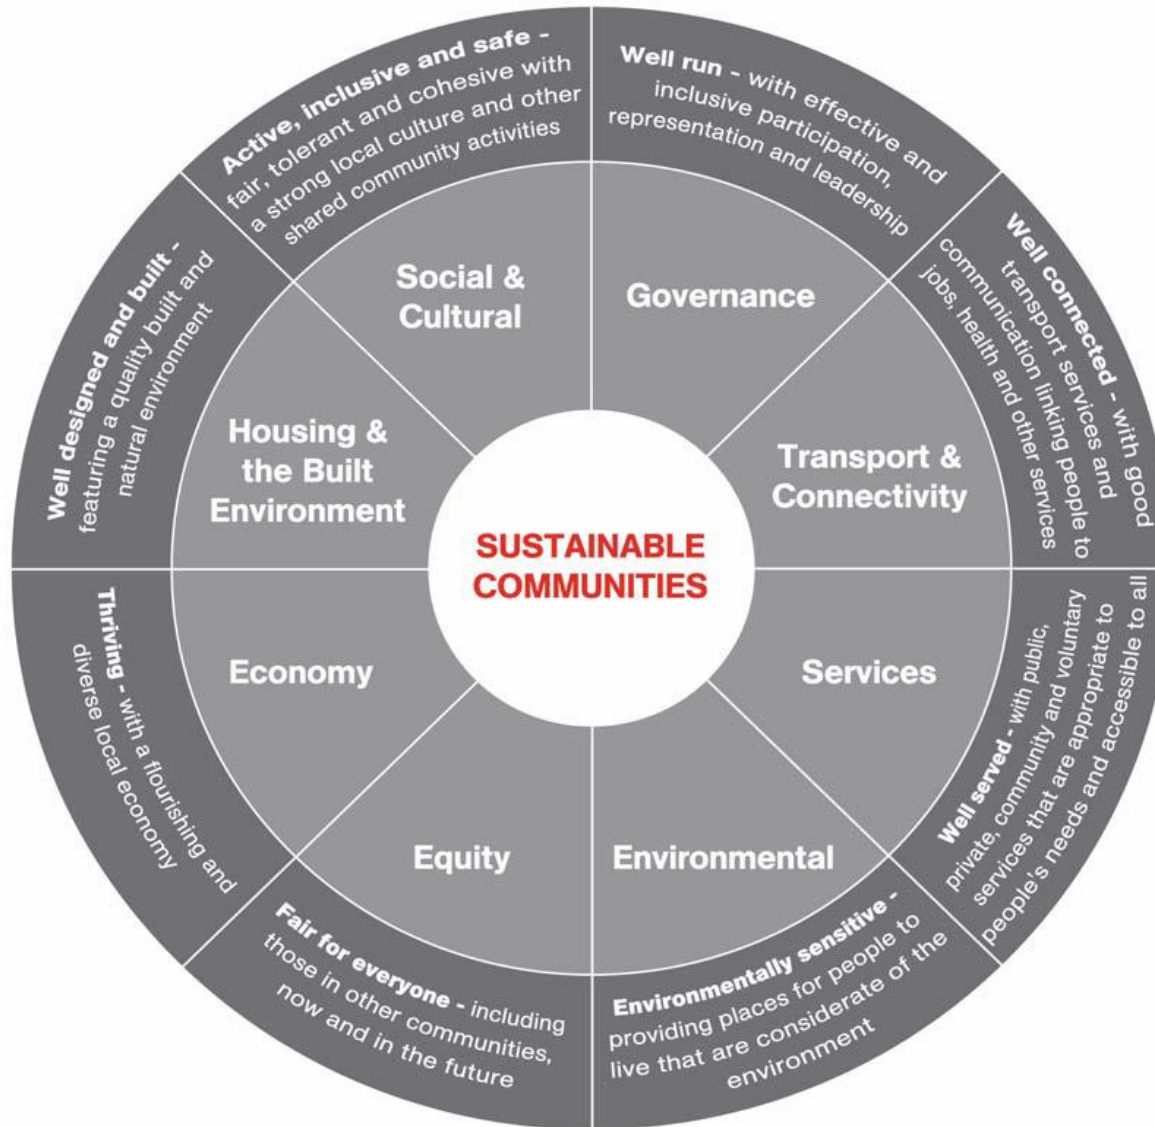 SUSTAINABLE
COMMUNITIES
Governance
Well run - with effective and
inclusive participation,
representation and leadership
Transport &
Connectivity
Well connected - with good
transport services and
communication linking people to
jobs, health and other services
Services
Well served - with public,
private, community and voluntary
services that are appropriate to
people's needs and accessible to all
Environmental
Environmentally sensitive -
providing places for people to
live that are considerate of the
environment
Equity
Fair for everyone - including
those in other communities,
now and in the future
Economy
Thriving - with a flourishing and
diverse local economy
Housing &
the Built
Environment
Well designed and built -
featuring a quality built and
natural environment
Social &
Cultural
Active, inclusive and safe -
fair, tolerant and cohesive with
a strong local culture and other
shared community activities